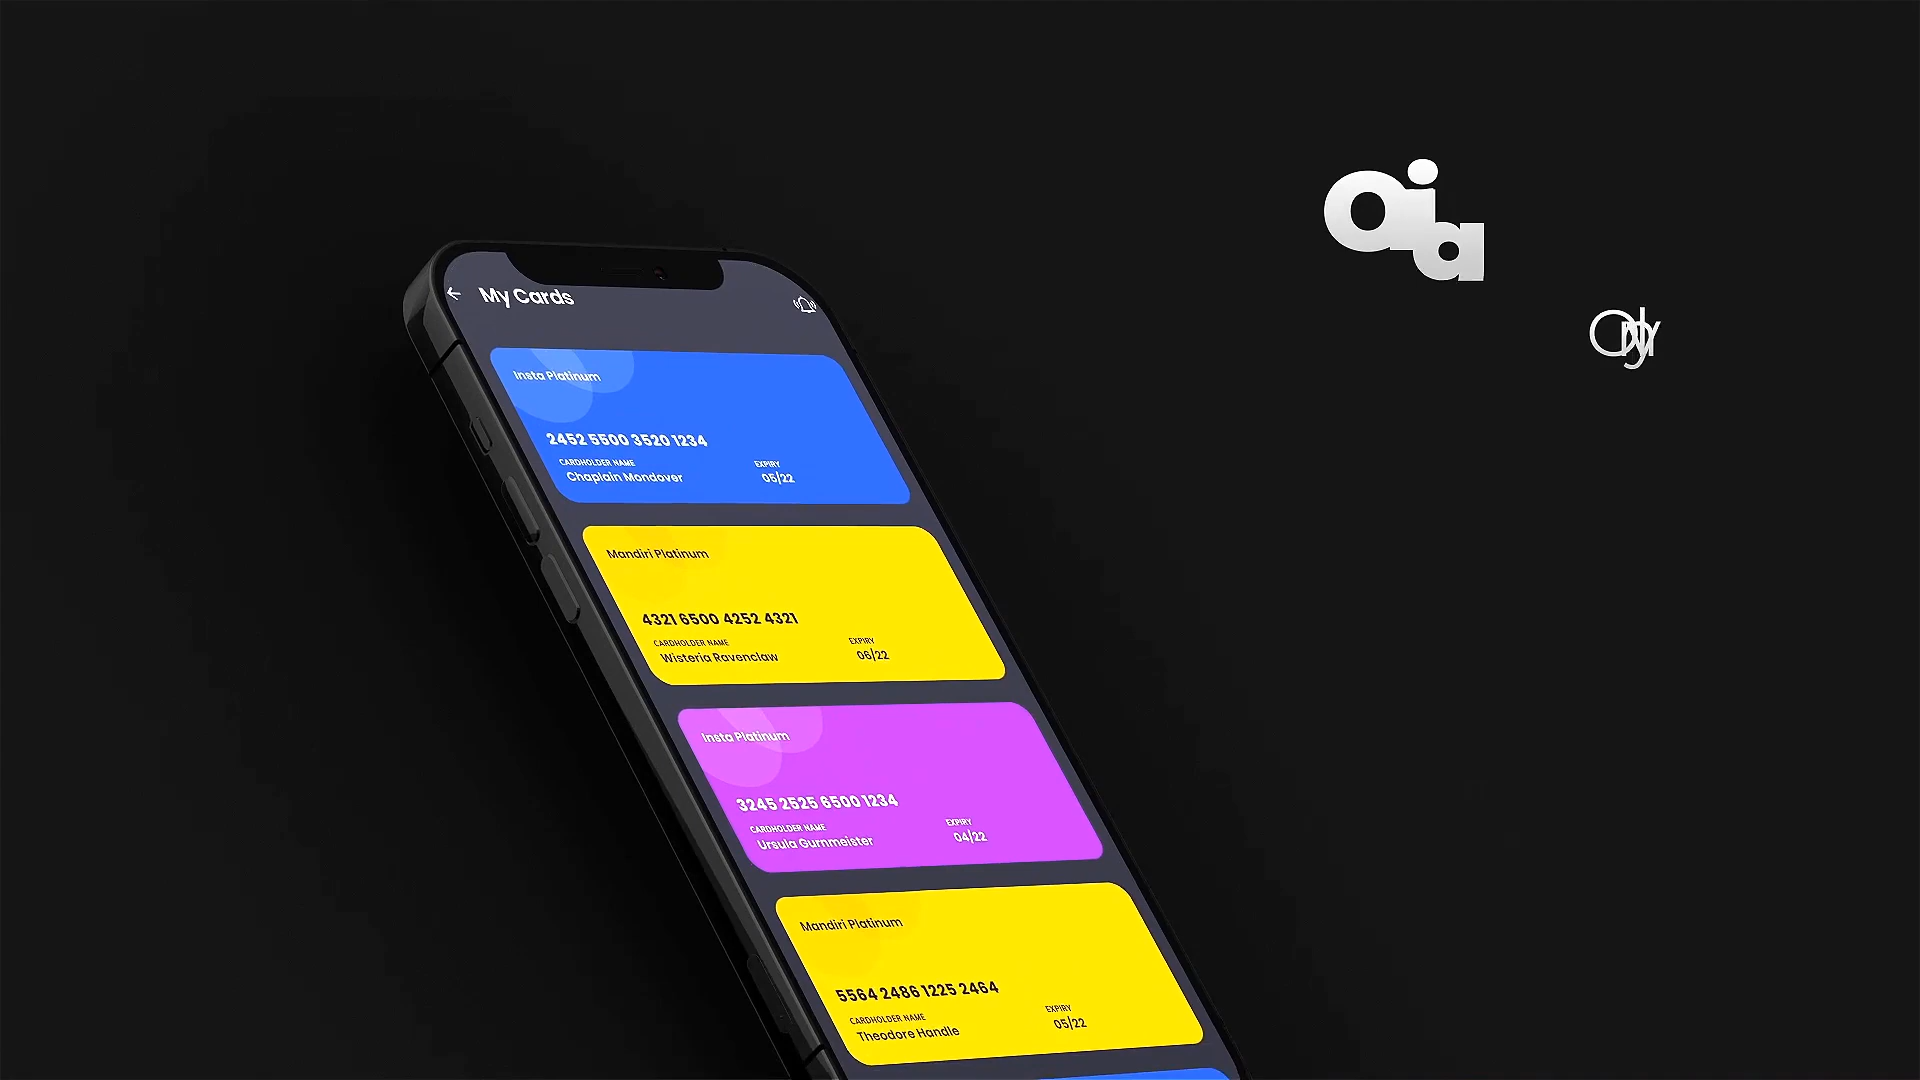 My Cards
Insta Platinum
2452 5500 3520 1234
CARDHOLDER NAME EXPIRY
Chaplain Mondover 05/22
Mandiri Platinum
4321 6500 4252 4321
CARDHOLDER NAME EXPIRY
Wisteria Ravenclaw 06/22
Insta Platinum
3245 2525 6500 1234
CARDHOLDER NAME EXPIRY
Ursula Gurnmeister 04/22
Mandiri Platinum
5564 2486 1225 2464
CARDHOLDER NAME EXPIRY
Theodore Handle 05/22